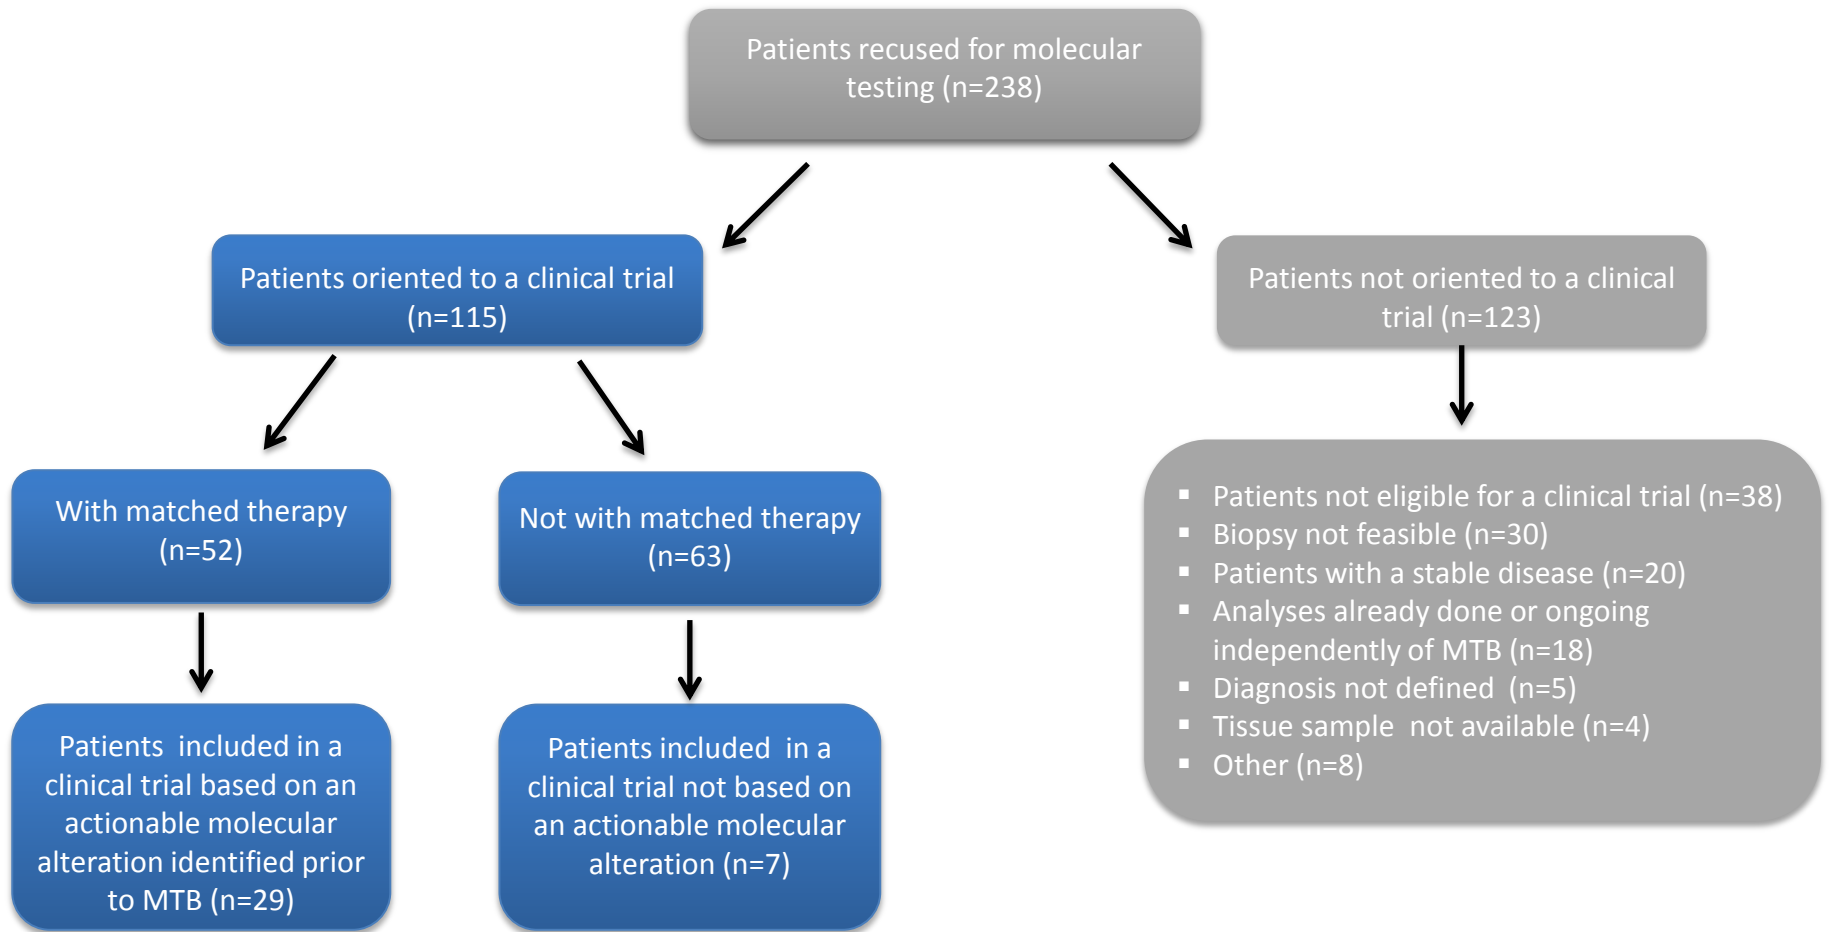 Patients recused for molecular
testing (n=238)
Patients oriented to a clinical trial
(n=115)
Patients not oriented to a clinical
trial (n=123)
With matched therapy
(n=52)
Not with matched therapy
(n=63)
Patients included in a
clinical trial based on an
actionable molecular
alteration identified prior
to MTB (n=29)
Patients included in a
clinical trial not based on
an actionable molecular
alteration (n=7)
▪ Patients not eligible for a clinical trial (n=38)
▪ Biopsy not feasible (n=30)
▪ Patients with a stable disease (n=20)
▪ Analyses already done or ongoing
independently of MTB (n=18)
▪ Diagnosis not defined (n=5)
▪ Tissue sample not available (n=4)
▪ Other (n=8)